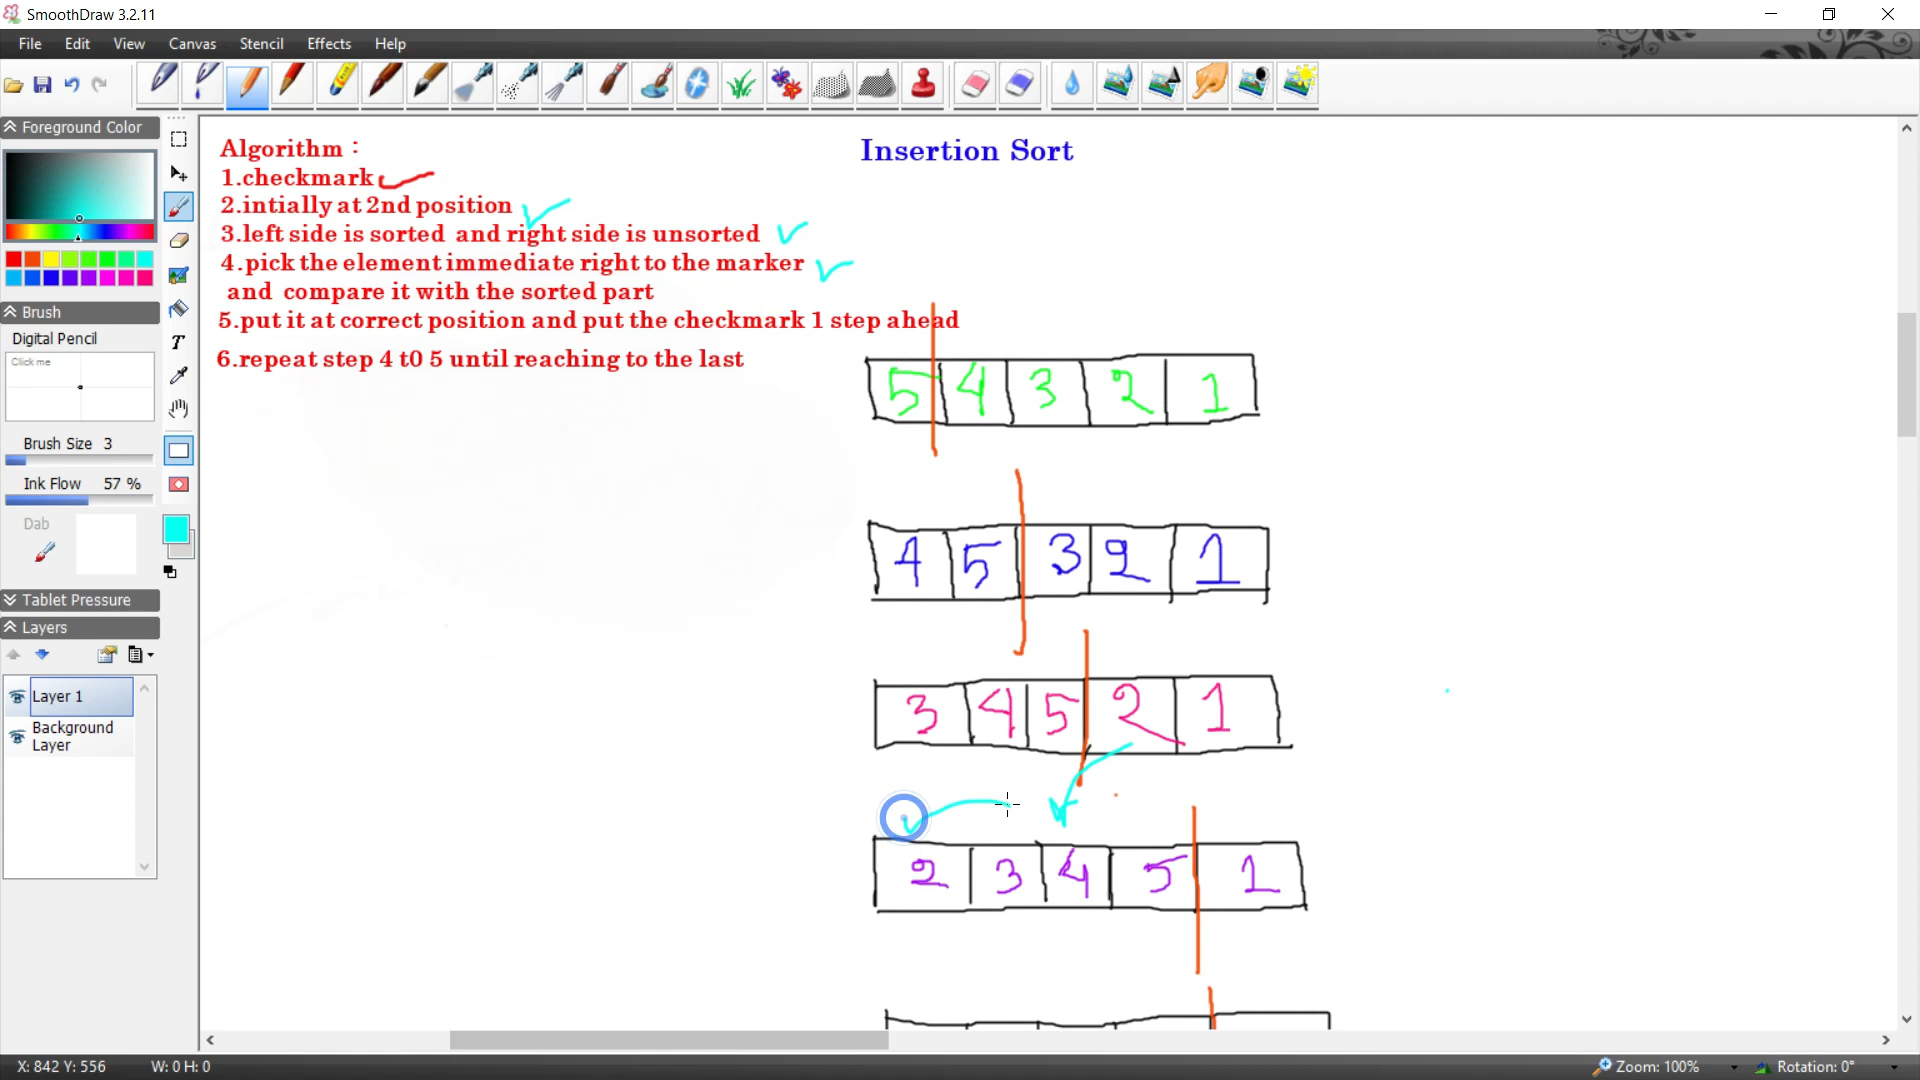 SmoothDraw 3.2.11
File Edit View Canvas Stencil Effects Help
Foreground Color
Brush
Digital Pencil
Click me
Brush Size 3
Ink Flow 57 %
Dab
Tablet Pressure
Layers
Layer 1
Background
Layer
T
Algorithm :
1.checkmark
2.intially at 2nd position
3.left side is sorted and right side is unsorted
4.pick the element immediate right to the marker
and compare it with the sorted part
5.put it at correct position and put the checkmark 1 step ahead
6.repeat step 4 t0 5 until reaching to the last
Insertion Sort
5 4 3 2 1
4 5 3 2 1
3 4 5 2 1
2 3 4 5 1
X: 842 Y: 556 W: 0 H: 0 Zoom: 100% Rotation: 0°